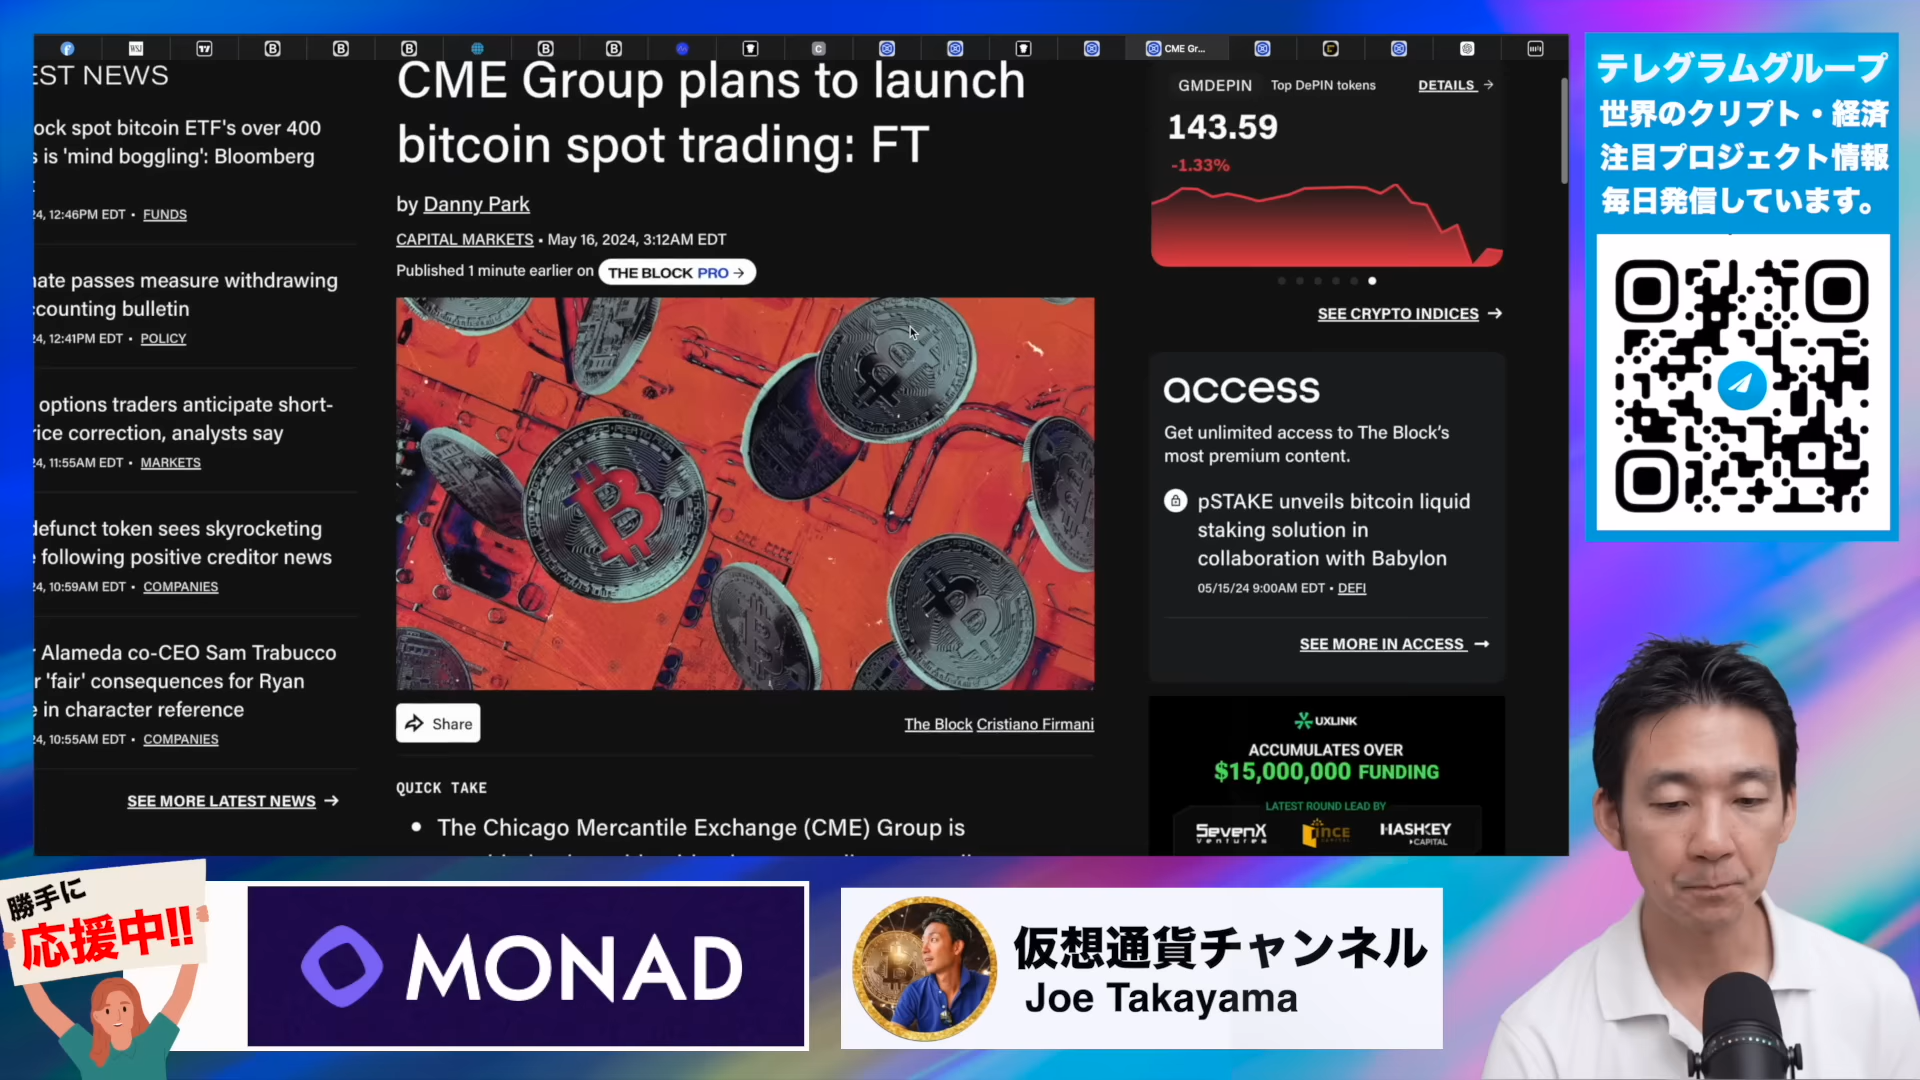 WSJ
CME Gr...
EST NEWS
ock spot bitcoin ETF's over 400
s is 'mind boggling': Bloomberg
24, 12:46PM EDT • FUNDS
nate passes measure withdrawing
counting bulletin
24, 12:41PM EDT • POLICY
options traders anticipate short-
rice correction, analysts say
24, 11:55AM EDT • MARKETS
defunct token sees skyrocketing
e following positive creditor news
24, 10:59AM EDT • COMPANIES
r Alameda co-CEO Sam Trabucco
r 'fair' consequences for Ryan
e in character reference
24, 10:55AM EDT • COMPANIES
SEE MORE LATEST NEWS →
CME Group plans to launch
bitcoin spot trading: FT
by Danny Park
CAPITAL MARKETS • May 16, 2024, 3:12AM EDT
Published 1 minute earlier on THE BLOCK PRO →
Share
The Block Cristiano Firmani
QUICK TAKE
• The Chicago Mercantile Exchange (CME) Group is
GMDEPIN Top DePIN tokens DETAILS →
143.59
-1.33%
SEE CRYPTO INDICES →
access
Get unlimited access to The Block's
most premium content.
pSTAKE unveils bitcoin liquid
staking solution in
collaboration with Babylon
05/15/24 9:00AM EDT • DEFI
SEE MORE IN ACCESS →
UXLINK
ACCUMULATES OVER
$15,000,000 FUNDING
LATEST ROUND LEAD BY
SevenX ventures
INCE capital
HASHKEY CAPITAL
テレグラムグループ
世界のクリプト・経済
注目プロジェクト情報
毎日発信しています。
勝手に
応援中!!
MONAD
仮想通貨チャンネル
Joe Takayama